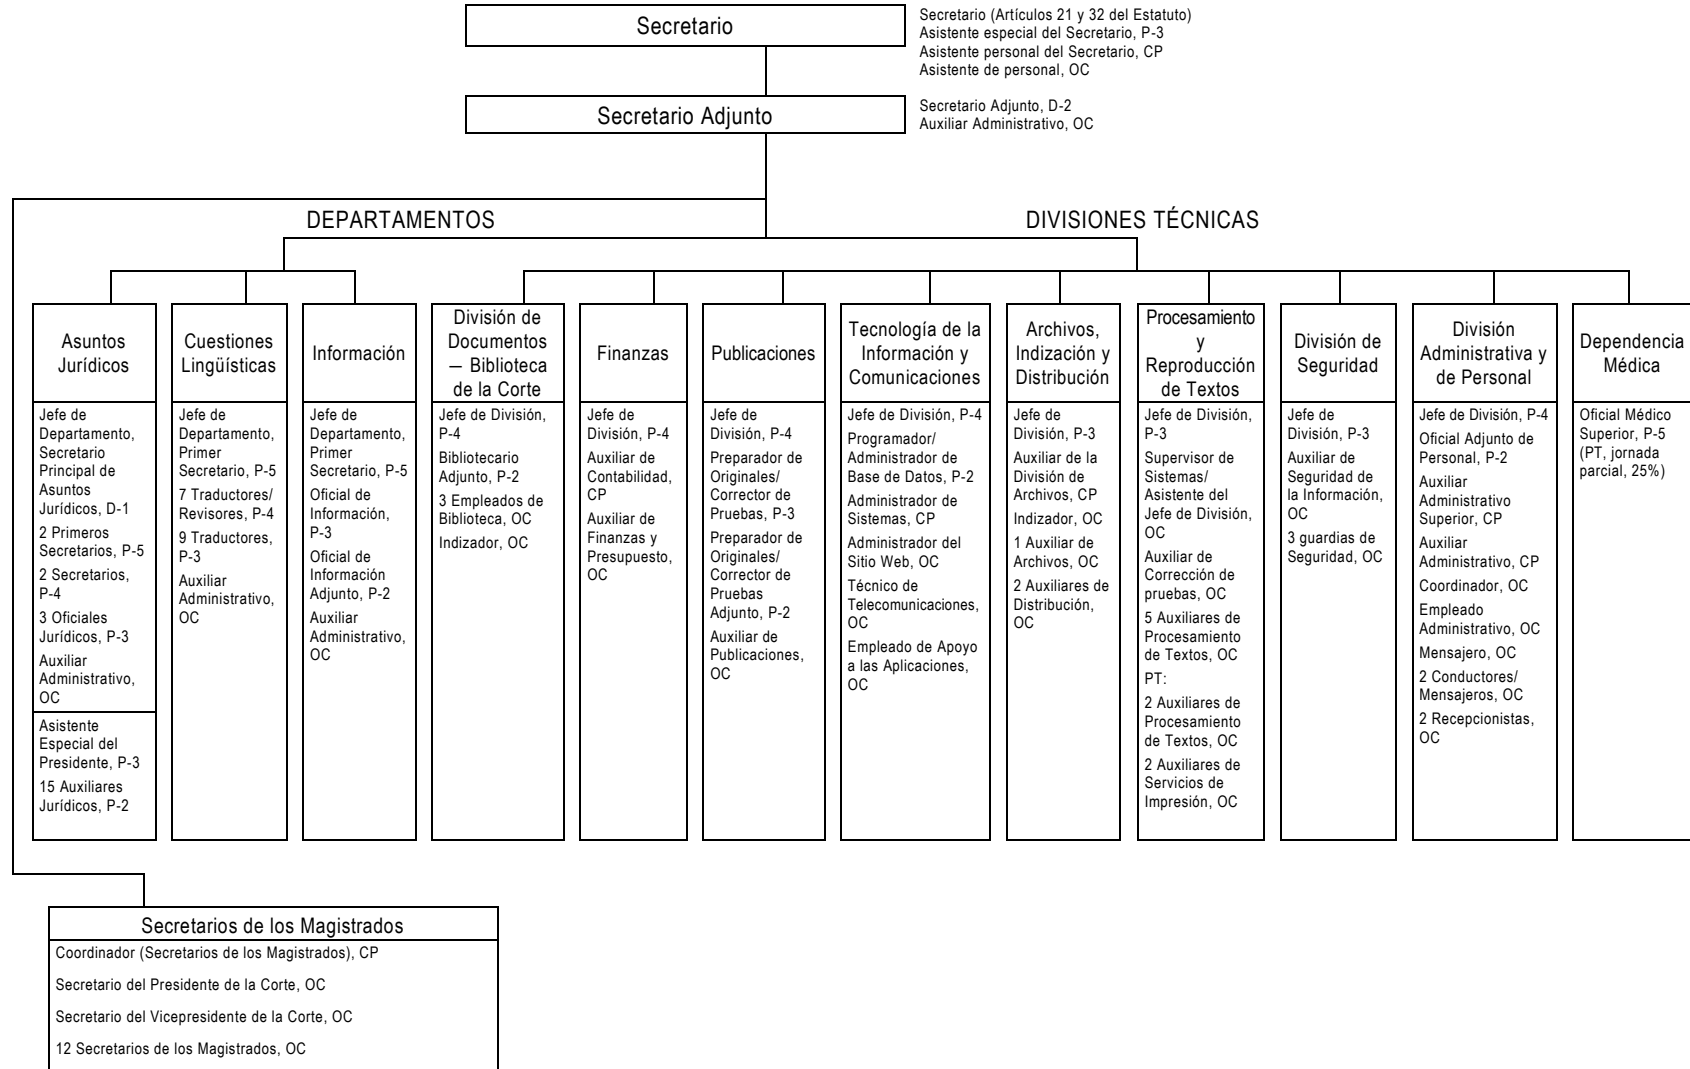 Secretario
Secretario (Artículos 21 y 32 del Estatuto)
Asistente especial del Secretario, P-3
Asistente personal del Secretario, CP
Asistente de personal, OC
Secretario Adjunto
Secretario Adjunto, D-2
Auxiliar Administrativo, OC
DEPARTAMENTOS
DIVISIONES TÉCNICAS
Asuntos
Jurídicos
Jefe de
Departamento,
Secretario
Principal de
Asuntos
Jurídicos, D-1
2 Primeros
Secretarios, P-5
2 Secretarios,
P-4
3 Oficiales
Jurídicos, P-3
Auxiliar
Administrativo,
OC
Asistente
Especial del
Presidente, P-3
15 Auxiliares
Jurídicos, P-2
Cuestiones
Lingüísticas
Jefe de
Departamento,
Primer
Secretario, P-5
7 Traductores/
Revisores, P-4
9 Traductores,
P-3
Auxiliar
Administrativo,
OC
Información
Jefe de
Departamento,
Primer
Secretario, P-5
Oficial de
Información,
P-3
Oficial de
Información
Adjunto, P-2
Auxiliar
Administrativo,
OC
División de
Documentos
— Biblioteca
de la Corte
Jefe de División,
P-4
Bibliotecario
Adjunto, P-2
3 Empleados de
Biblioteca, OC
Indizador, OC
Finanzas
Jefe de
División, P-4
Auxiliar de
Contabilidad,
CP
Auxiliar de
Finanzas y
Presupuesto,
OC
Publicaciones
Jefe de
División, P-4
Preparador de
Originales/
Corrector de
Pruebas, P-3
Preparador de
Originales/
Corrector de
Pruebas
Adjunto, P-2
Auxiliar de
Publicaciones,
OC
Tecnología de la
Información y
Comunicaciones
Jefe de División, P-4
Programador/
Administrador de
Base de Datos, P-2
Administrador de
Sistemas, CP
Administrador del
Sitio Web, OC
Técnico de
Telecomunicaciones,
OC
Empleado de Apoyo
a las Aplicaciones,
OC
Archivos,
Indización y
Distribución
Jefe de
División, P-3
Auxiliar de la
División de
Archivos, CP
Indizador, OC
1 Auxiliar de
Archivos, OC
2 Auxiliares de
Distribución,
OC
Procesamiento
y
Reproducción
de Textos
Jefe de División,
P-3
Supervisor de
Sistemas/
Asistente del
Jefe de División,
OC
Auxiliar de
Corrección de
pruebas, OC
5 Auxiliares de
Procesamiento
de Textos, OC
PT:
2 Auxiliares de
Procesamiento
de Textos, OC
2 Auxiliares de
Servicios de
Impresión, OC
División de
Seguridad
Jefe de
División, P-3
Auxiliar de
Seguridad de
la Información,
OC
3 guardias de
Seguridad, OC
División
Administrativa y
de Personal
Jefe de División, P-4
Oficial Adjunto de
Personal, P-2
Auxiliar
Administrativo
Superior, CP
Auxiliar
Administrativo, CP
Coordinador, OC
Empleado
Administrativo, OC
Mensajero, OC
2 Conductores/
Mensajeros, OC
2 Recepcionistas,
OC
Dependencia
Médica
Oficial Médico
Superior, P-5
(PT, jornada
parcial, 25%)
Secretarios de los Magistrados
Coordinador (Secretarios de los Magistrados), CP
Secretario del Presidente de la Corte, OC
Secretario del Vicepresidente de la Corte, OC
12 Secretarios de los Magistrados, OC